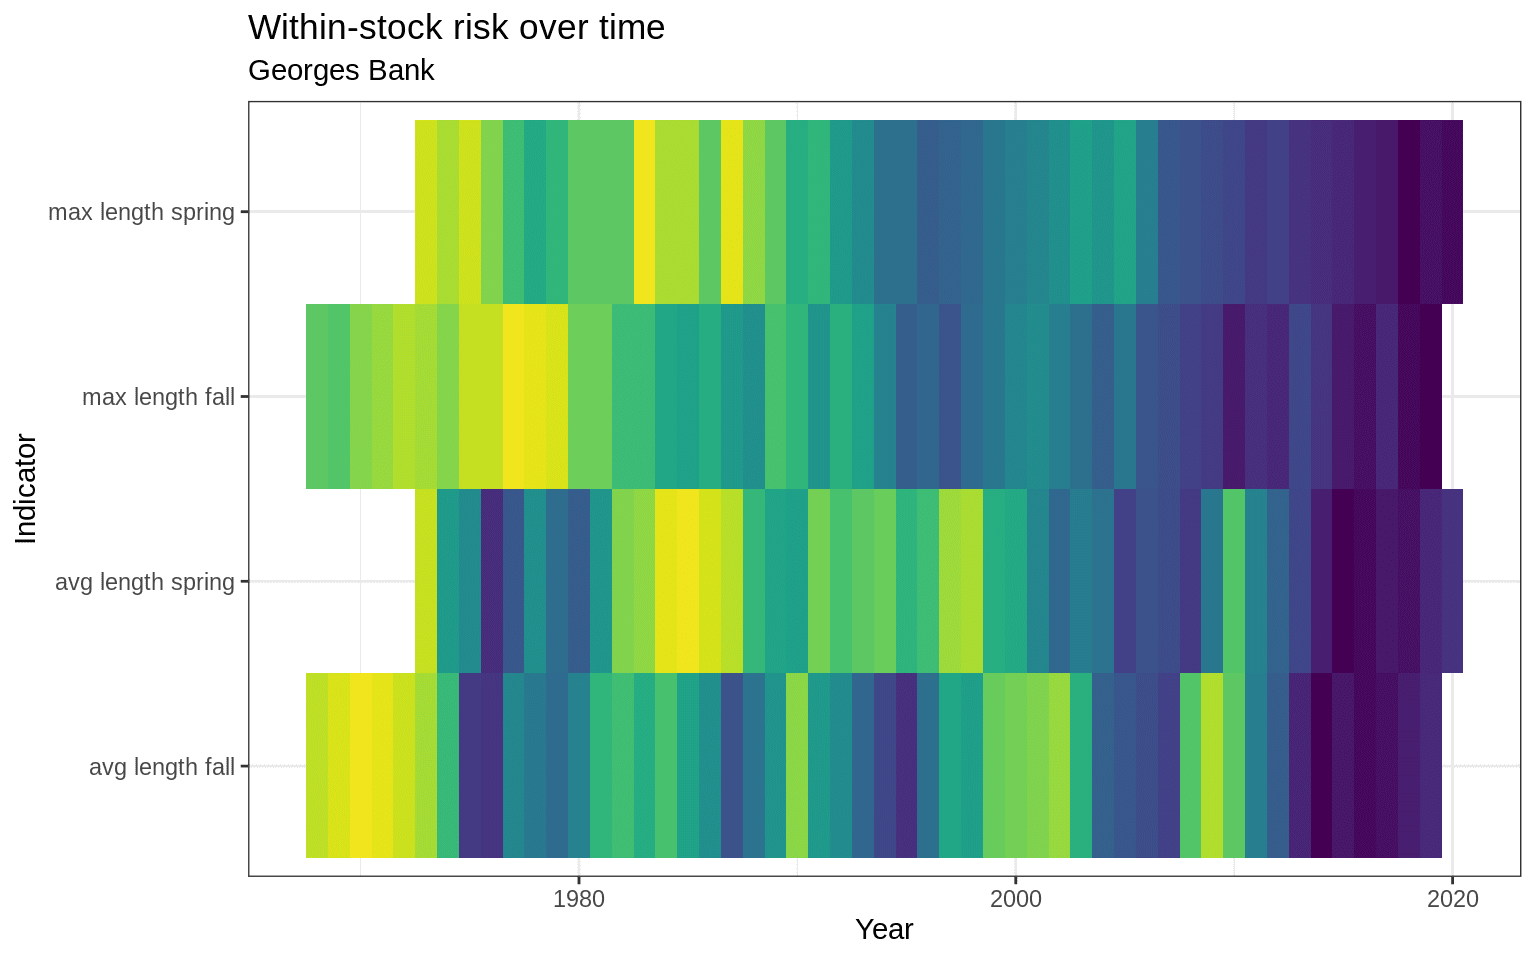 Within-stock risk over time
Georges Bank
max length spring
max length fall
avg length spring
avg length fall
Indicator
1980
2000
2020
Year